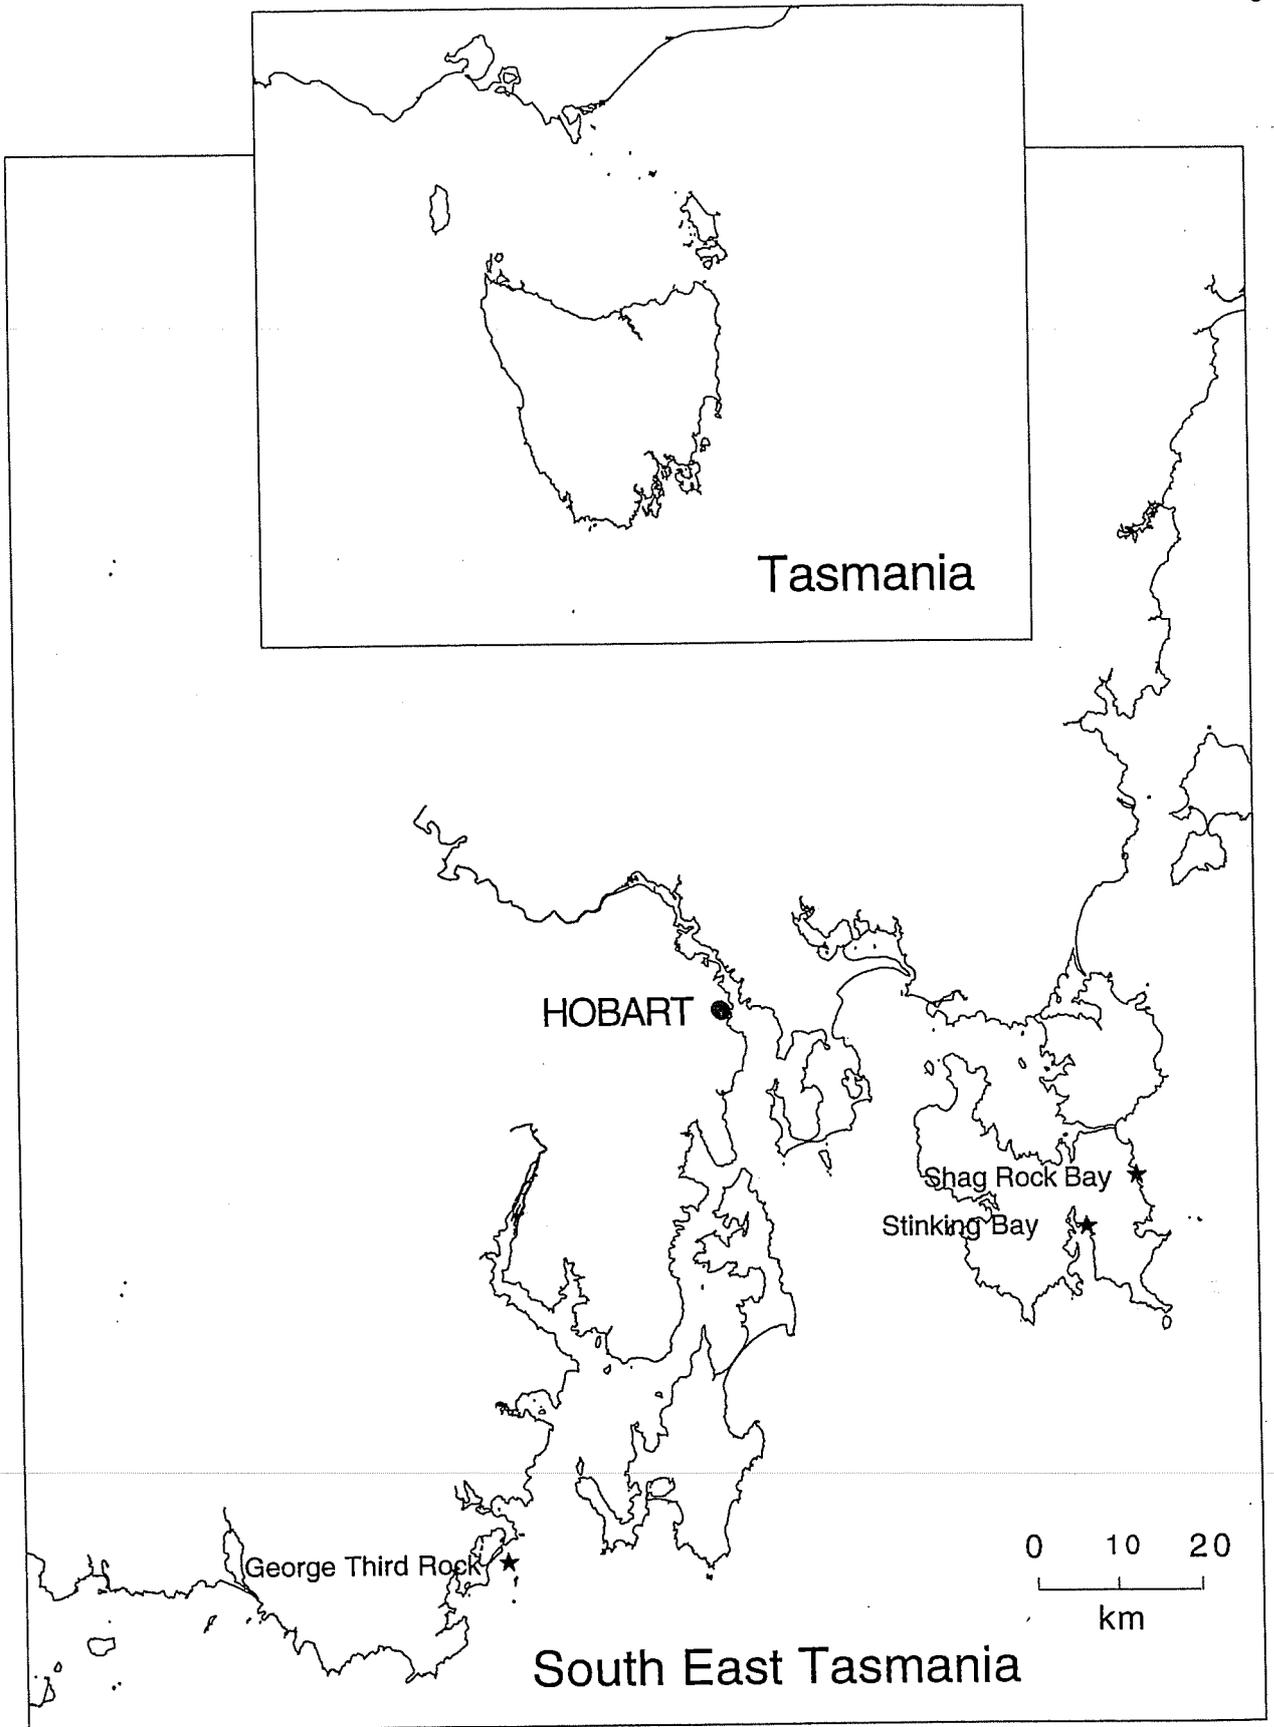 Tasmania
HOBART
Shag Rock Bay
Stinking Bay
George Third Rock
0 10 20
km
South East Tasmania